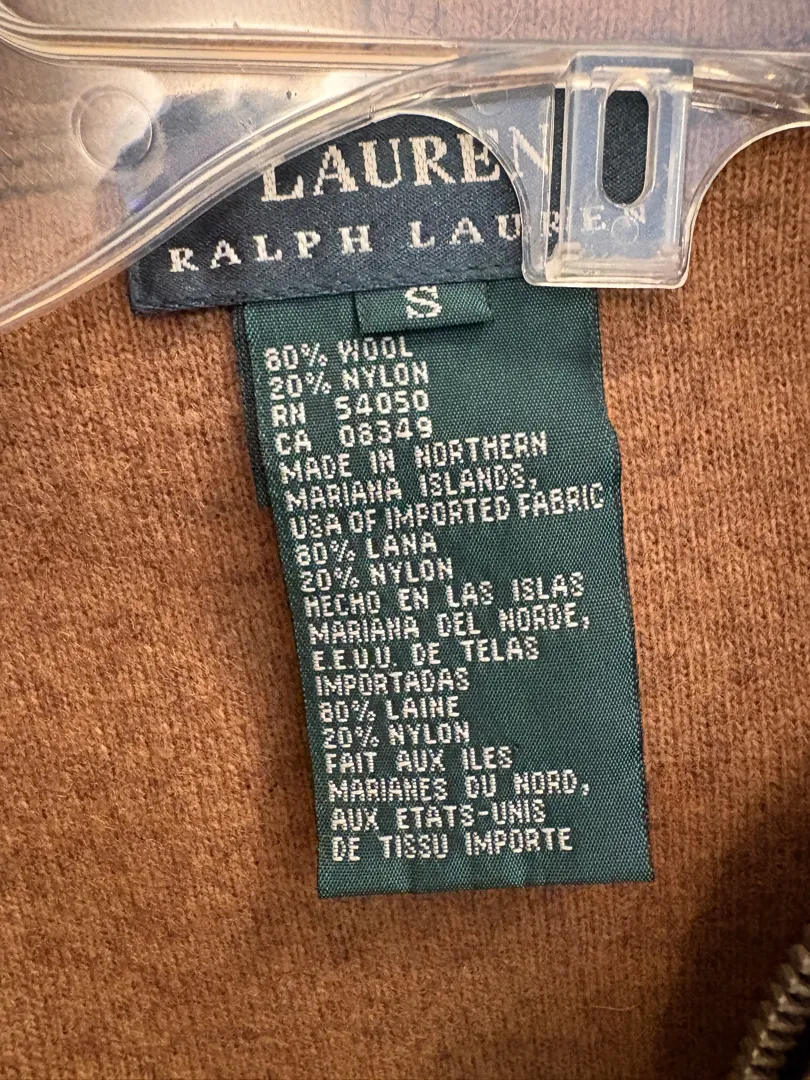 LAUREN
RALPH LAUREN
S
80% WOOL
20% NYLON
RN 54050
CA 08349
MADE IN NORTHERN
MARIANA ISLANDS,
USA OF IMPORTED FABRIC
80% LANA
20% NYLON
HECHO EN LAS ISLAS
MARIANA DEL NORDE,
E.E.U.U. DE TELAS
IMPORTADAS
80% LAINE
20% NYLON
FAIT AUX ILES
MARIANES DU NORD,
AUX ETATS-UNIS
DE TISSU IMPORTE